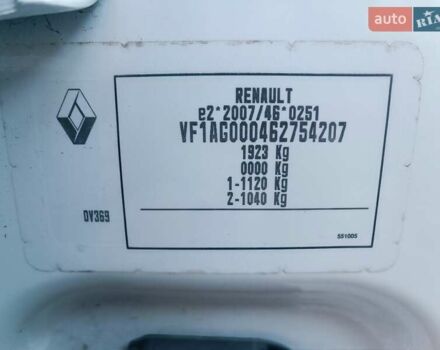 auto RIA
RENAULT
e2*2007/46*0251
VF1AG000462754207
1923 Kg
0000 Kg
1-1120 Kg
2-1040 Kg
DV369
551005